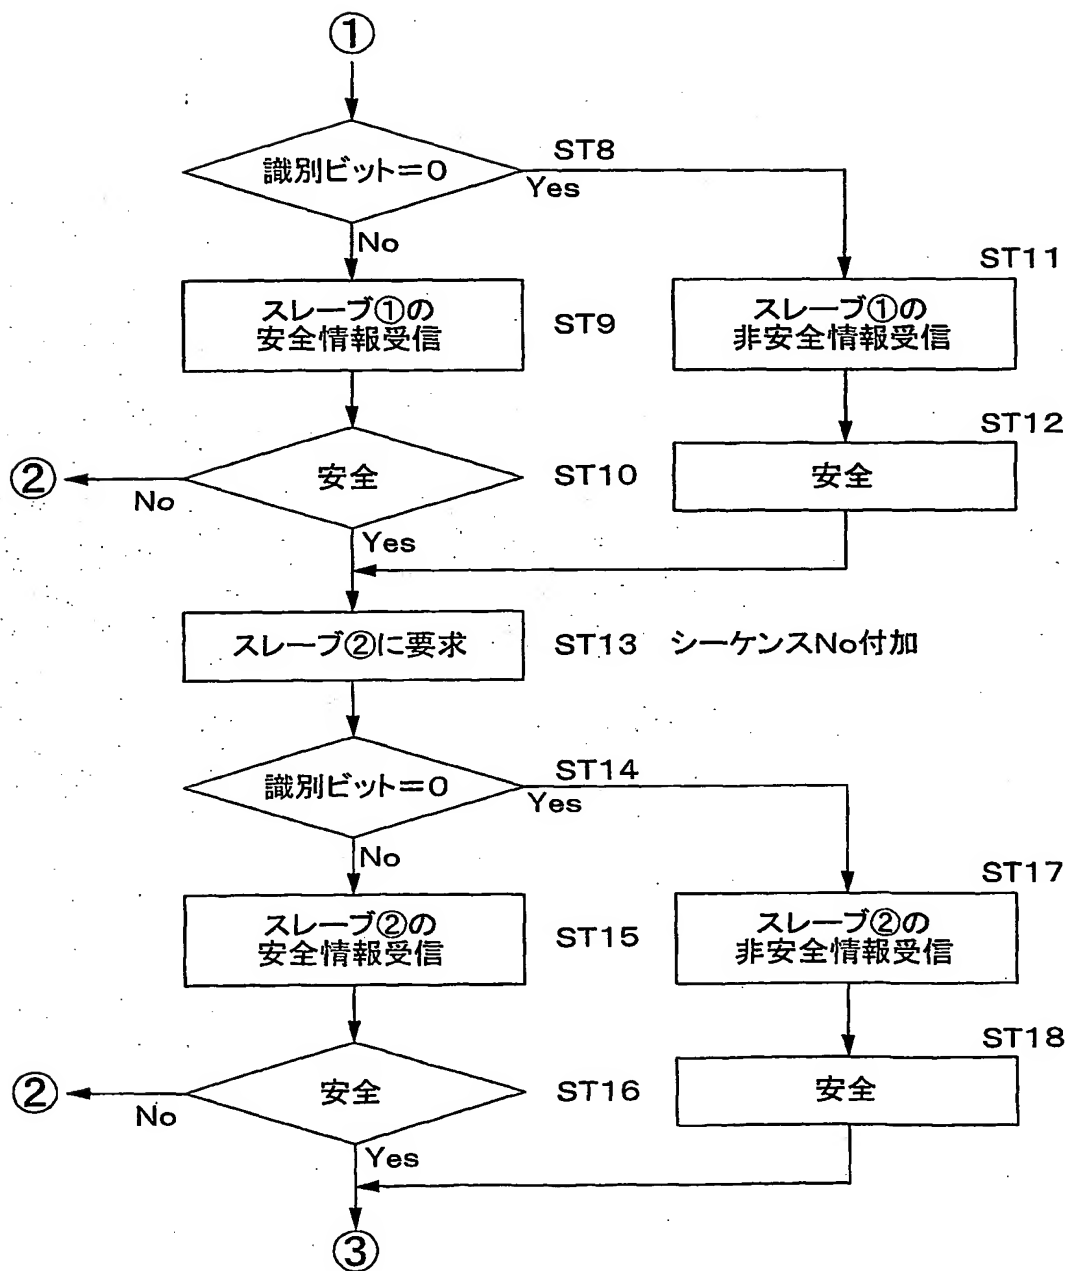 ①
識別ビット=0
ST8
Yes
No
ST11
スレーブ①の
安全情報受信
ST9
スレーブ①の
非安全情報受信
ST12
②
No
安全
ST10
安全
Yes
スレーブ②に要求
ST13 シーケンスNo付加
識別ビット=0
ST14
Yes
No
ST17
スレーブ②の
安全情報受信
ST15
スレーブ②の
非安全情報受信
ST18
②
No
安全
ST16
安全
Yes
③